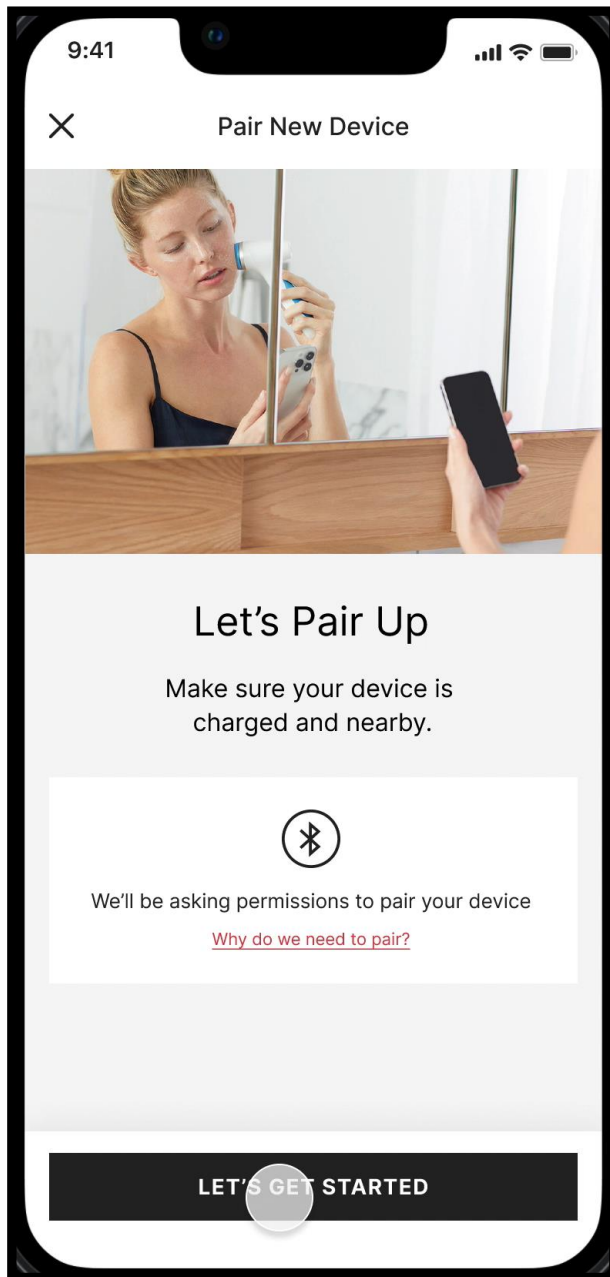 9:41
Pair New Device
Let's Pair Up
Make sure your device is
charged and nearby.
We'll be asking permissions to pair your device
Why do we need to pair?
LET'S GET STARTED